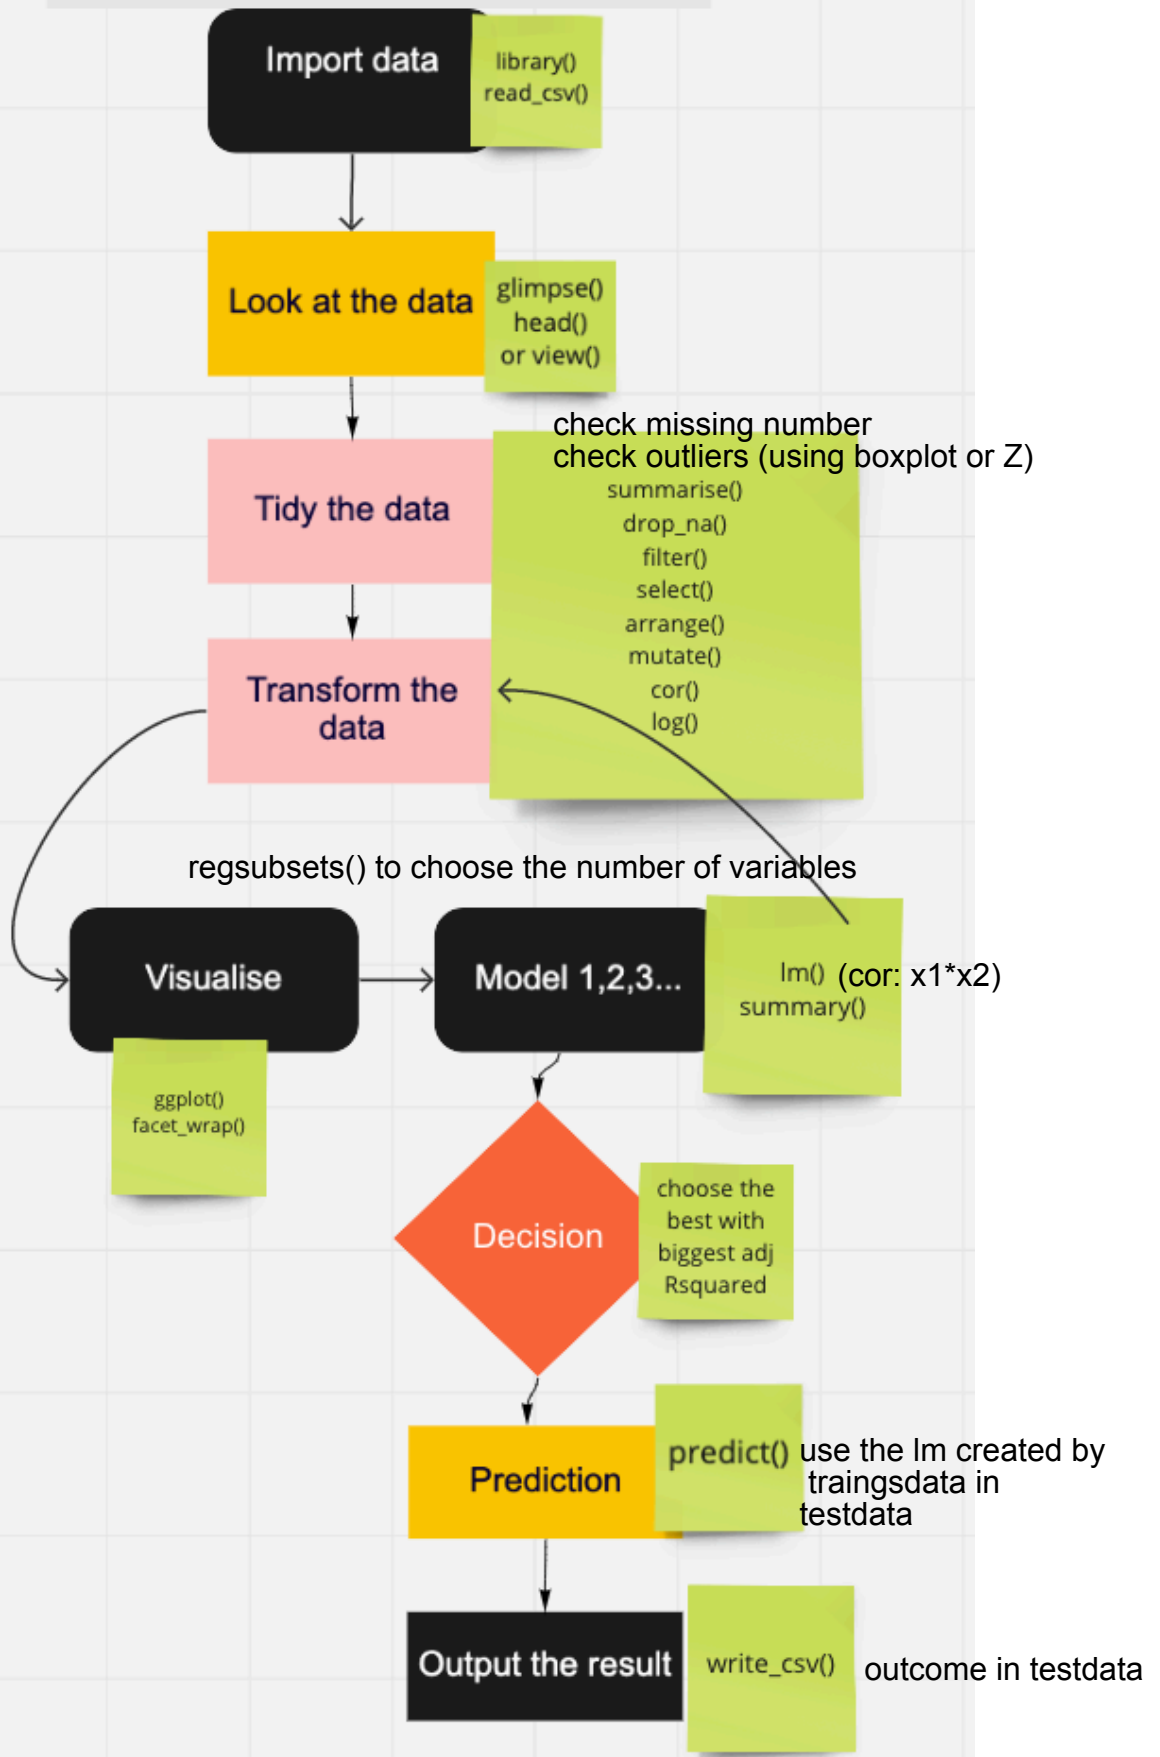 Import data
library()
read_csv()
Look at the data
glimpse()
head()
or view()
check missing number
check outliers (using boxplot or Z)
Tidy the data
summarise()
drop_na()
filter()
select()
arrange()
mutate()
cor()
log()
Transform the
data
regsubsets() to choose the number of variables
Visualise
Model 1,2,3...
lm() (cor: x1*x2)
summary()
ggplot()
facet_wrap()
Decision
choose the
best with
biggest adj
Rsquared
Prediction
predict()
use the lm created by
traingsdata in
testdata
Output the result
write_csv()
outcome in testdata